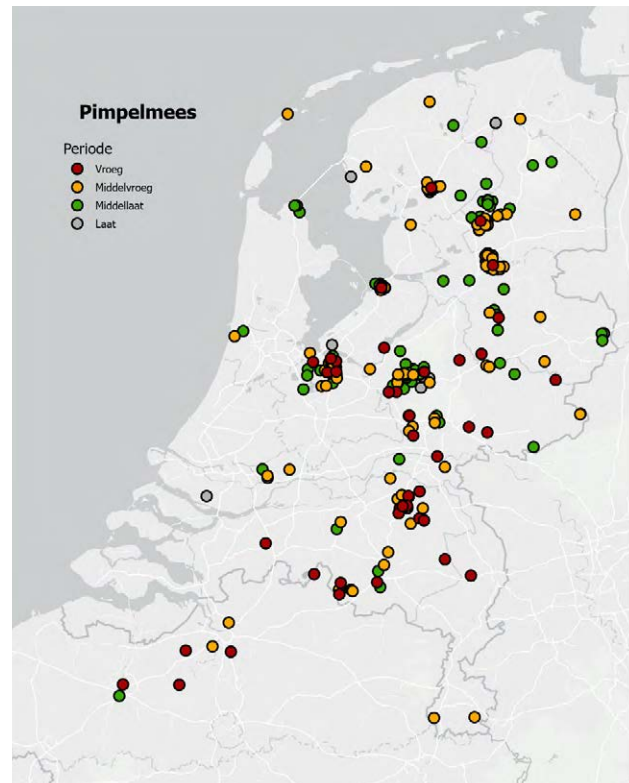 Pimpelmees
Periode
Vroeg
Middelvroeg
Middellaat
Laat